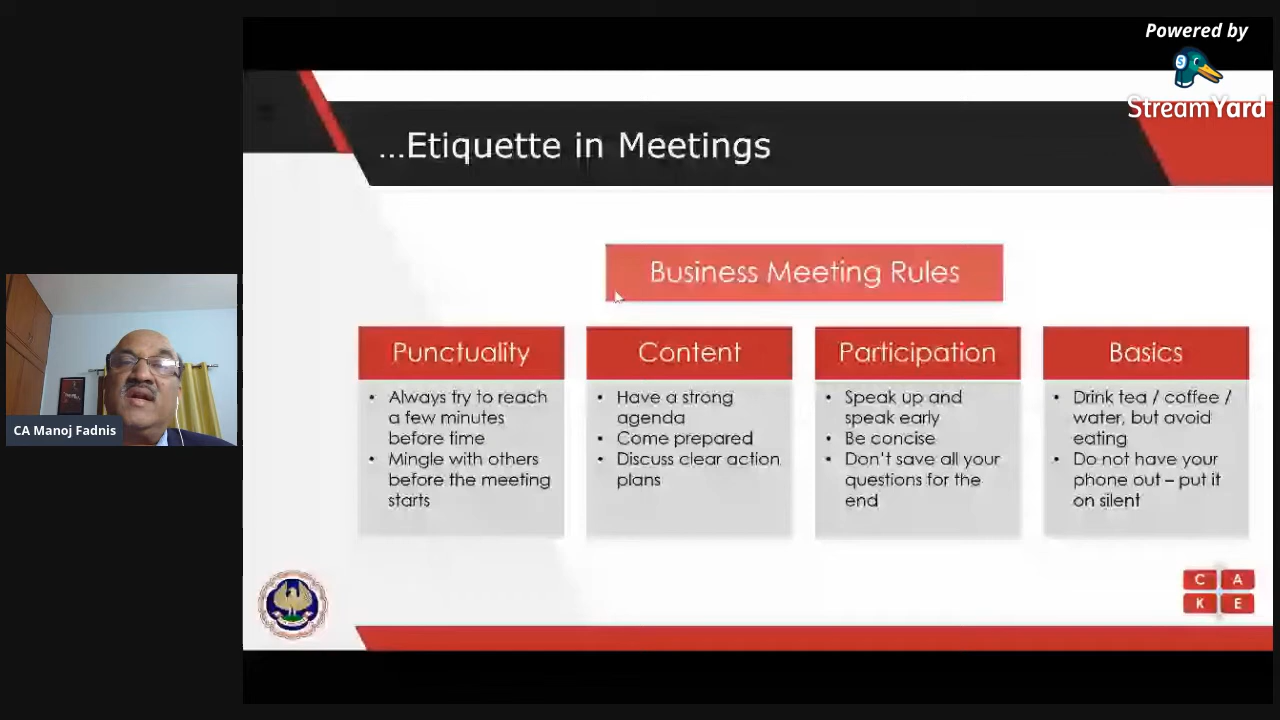 Powered by
StreamYard
...Etiquette in Meetings
Business Meeting Rules
Punctuality
Always try to reach
a few minutes
before time
Mingle with others
before the meeting
starts
Content
Have a strong
agenda
Come prepared
Discuss clear action
plans
Participation
Speak up and
speak early
Be concise
Don't save all your
questions for the
end
Basics
Drink tea / coffee /
water, but avoid
eating
Do not have your
phone out – put it
on silent
CA Manoj Fadnis
C A
K E